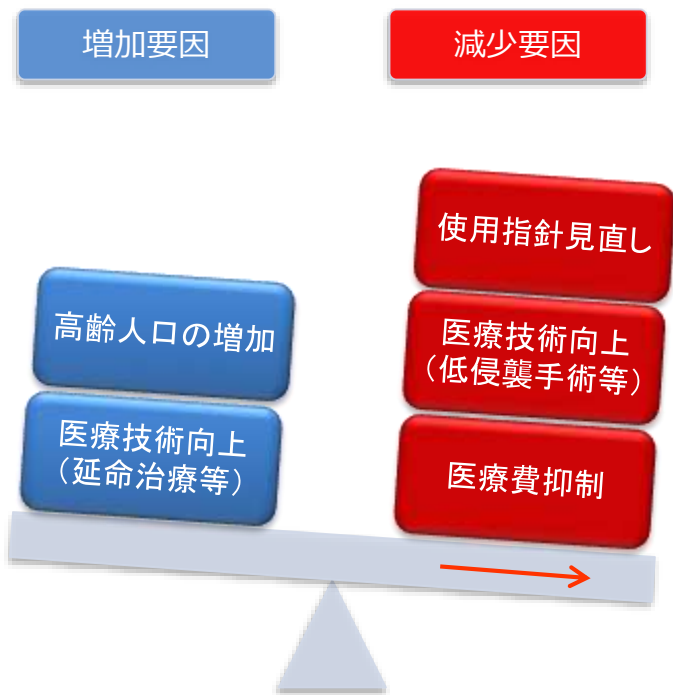 増加要因
減少要因
高齢人口の増加
医療技術向上
（延命治療等）
使用指針見直し
医療技術向上
（低侵襲手術等）
医療費抑制